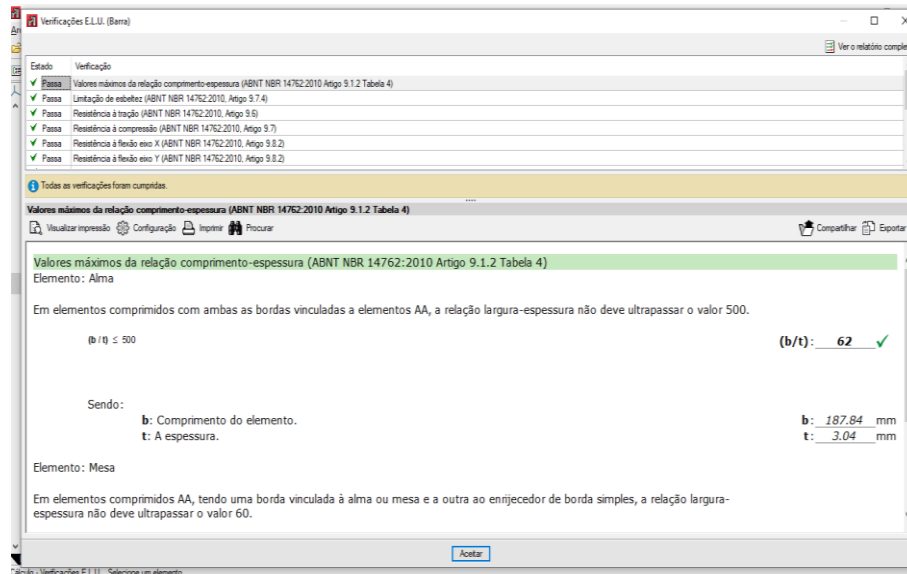 Verificações E.L.U. (Barra)
Ver o relatório comple
Estado Verificação
Passa Valores máximos da relação comprimento-espessura (ABNT NBR 14762:2010 Artigo 9.1.2 Tabela 4)
Passa Limitação de esbeltez (ABNT NBR 14762:2010, Artigo 9.7.4)
Passa Resistência à tração (ABNT NBR 14762:2010, Artigo 9.6)
Passa Resistência à compressão (ABNT NBR 14762:2010, Artigo 9.7)
Passa Resistência à flexão eixo X (ABNT NBR 14762:2010, Artigo 9.8.2)
Passa Resistência à flexão eixo Y (ABNT NBR 14762:2010, Artigo 9.8.2)
Todas as verificações foram cumpridas.
Valores máximos da relação comprimento-espessura (ABNT NBR 14762:2010 Artigo 9.1.2 Tabela 4)
Visualizar impressão Configuração Imprimir Procurar Compartilhar Exportar
Valores máximos da relação comprimento-espessura (ABNT NBR 14762:2010 Artigo 9.1.2 Tabela 4)
Elemento: Alma
Em elementos comprimidos com ambas as bordas vinculadas a elementos AA, a relação largura-espessura não deve ultrapassar o valor 500.
(b / t) ≤ 500 (b/t): 62 ✓
Sendo:
b: Comprimento do elemento. b: 187.84 mm
t: A espessura. t: 3.04 mm
Elemento: Mesa
Em elementos comprimidos AA, tendo uma borda vinculada à alma ou mesa e a outra ao enrijecedor de borda simples, a relação largura-
espessura não deve ultrapassar o valor 60.
Aceitar
Cálculo - Verificações E.L.U. Selecione um elemento